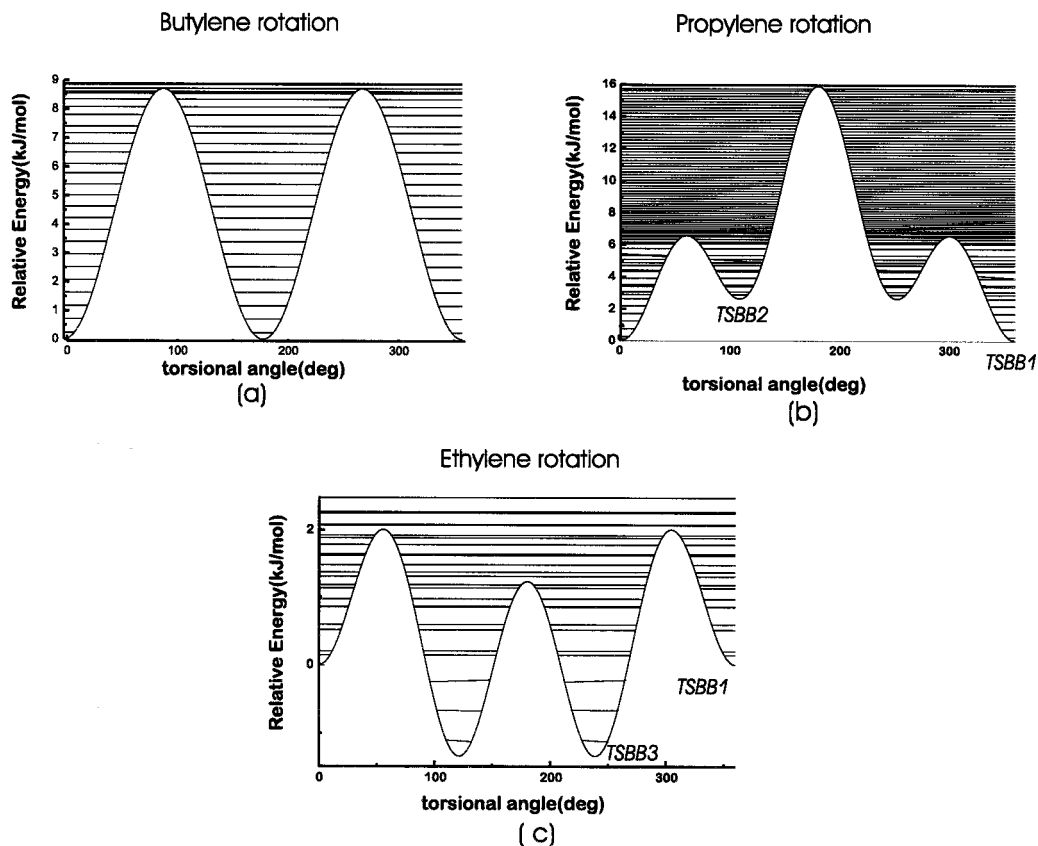 Butylene rotation
Propylene rotation
Relative Energy(kJ/mol)
9
8
7
6
5
4
3
2
1
0
0
100
200
300
torsional angle(deg)
(a)
Relative Energy(kJ/mol)
16
14
12
10
8
6
4
2
0
TSBB2
0
100
200
300
TSBB1
torsional angle(deg)
(b)
Ethylene rotation
Relative Energy(kJ/mol)
2
0
TSBB1
TSBB3
0
100
200
300
torsional angle(deg)
(c)